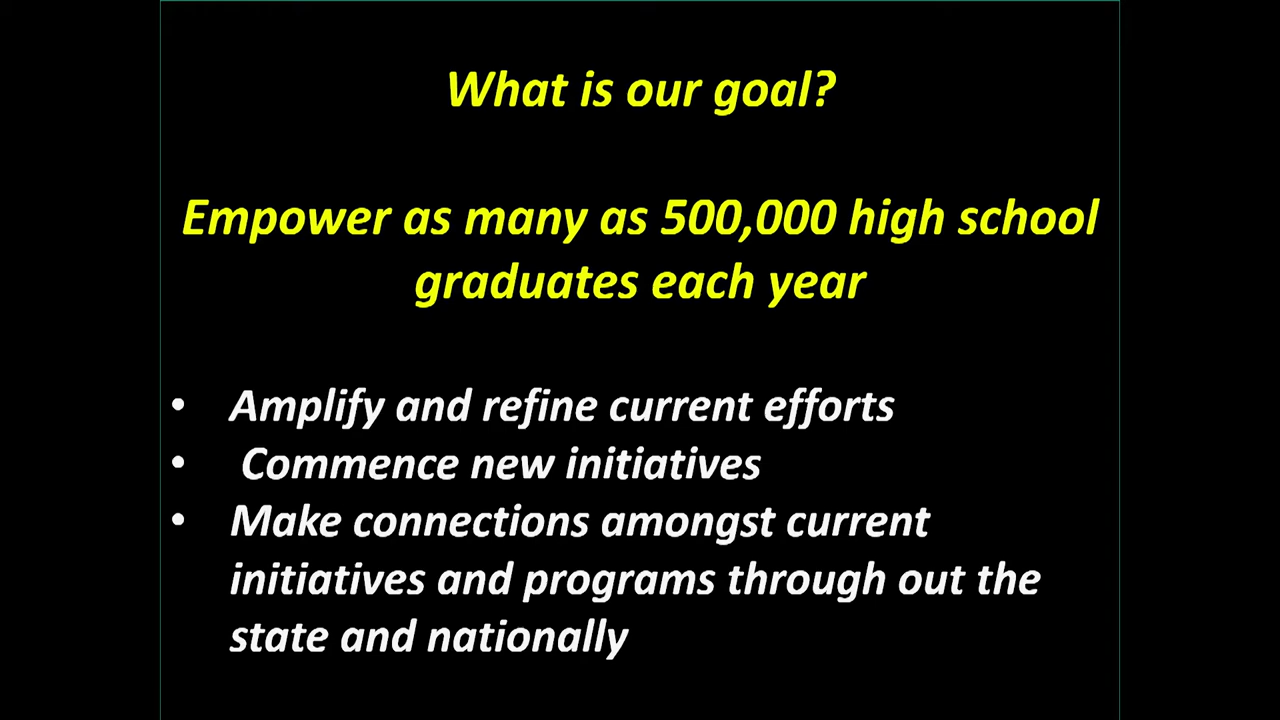 What is our goal?
Empower as many as 500,000 high school
graduates each year
• Amplify and refine current efforts
• Commence new initiatives
• Make connections amongst current
initiatives and programs through out the
state and nationally